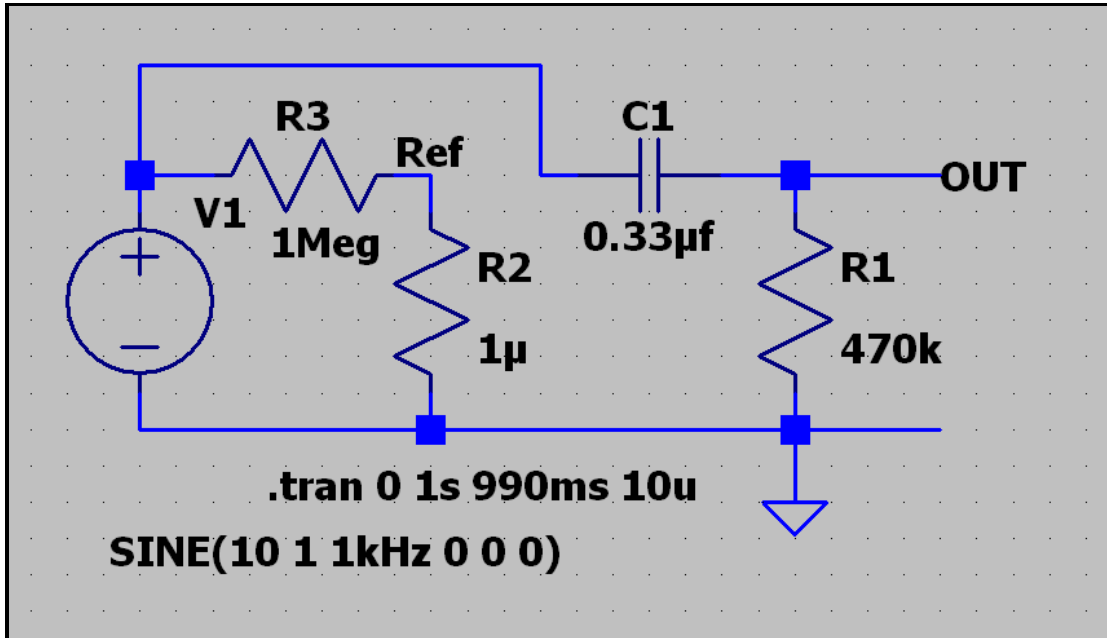 R3
C1
Ref
OUT
V1
1Meg
0.33µf
R2
R1
1µ
470k
.tran 0 1s 990ms 10u
SINE(10 1 1kHz 0 0 0)